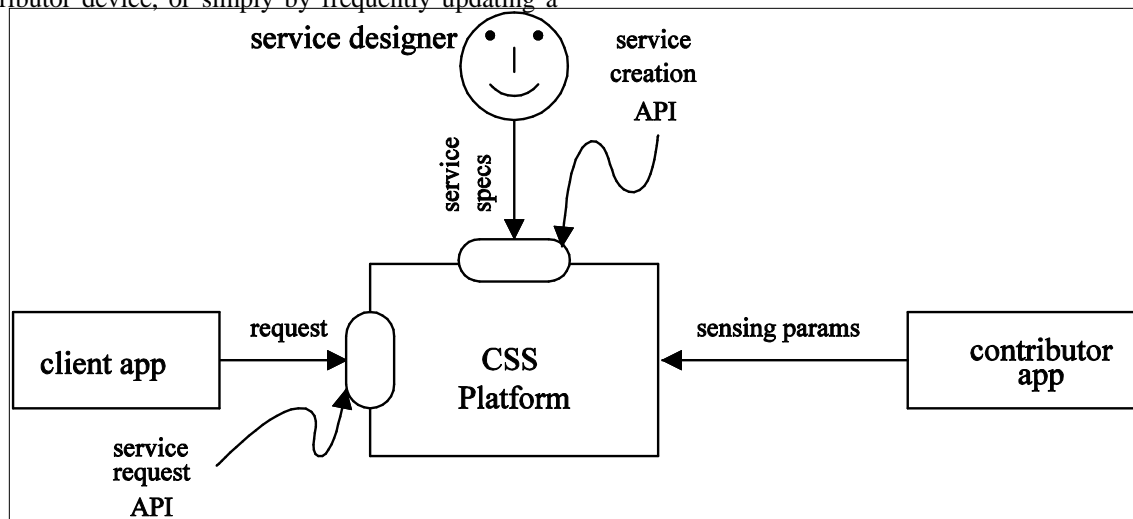 ributor device, or simply by frequently updating a
service designer
service
creation
API
service
specs
request
sensing params
client app
CSS
Platform
contributor
app
service
request
API